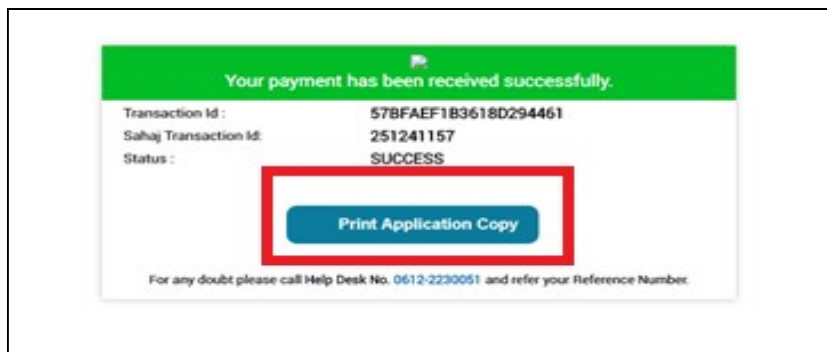 Your payment has been received successfully.
Transaction Id : 57BFAEF1B3618D294461
Sahaj Transaction Id: 251241157
Status : SUCCESS
Print Application Copy
For any doubt please call Help Desk No. 0612-2230051 and refer your Reference Number.